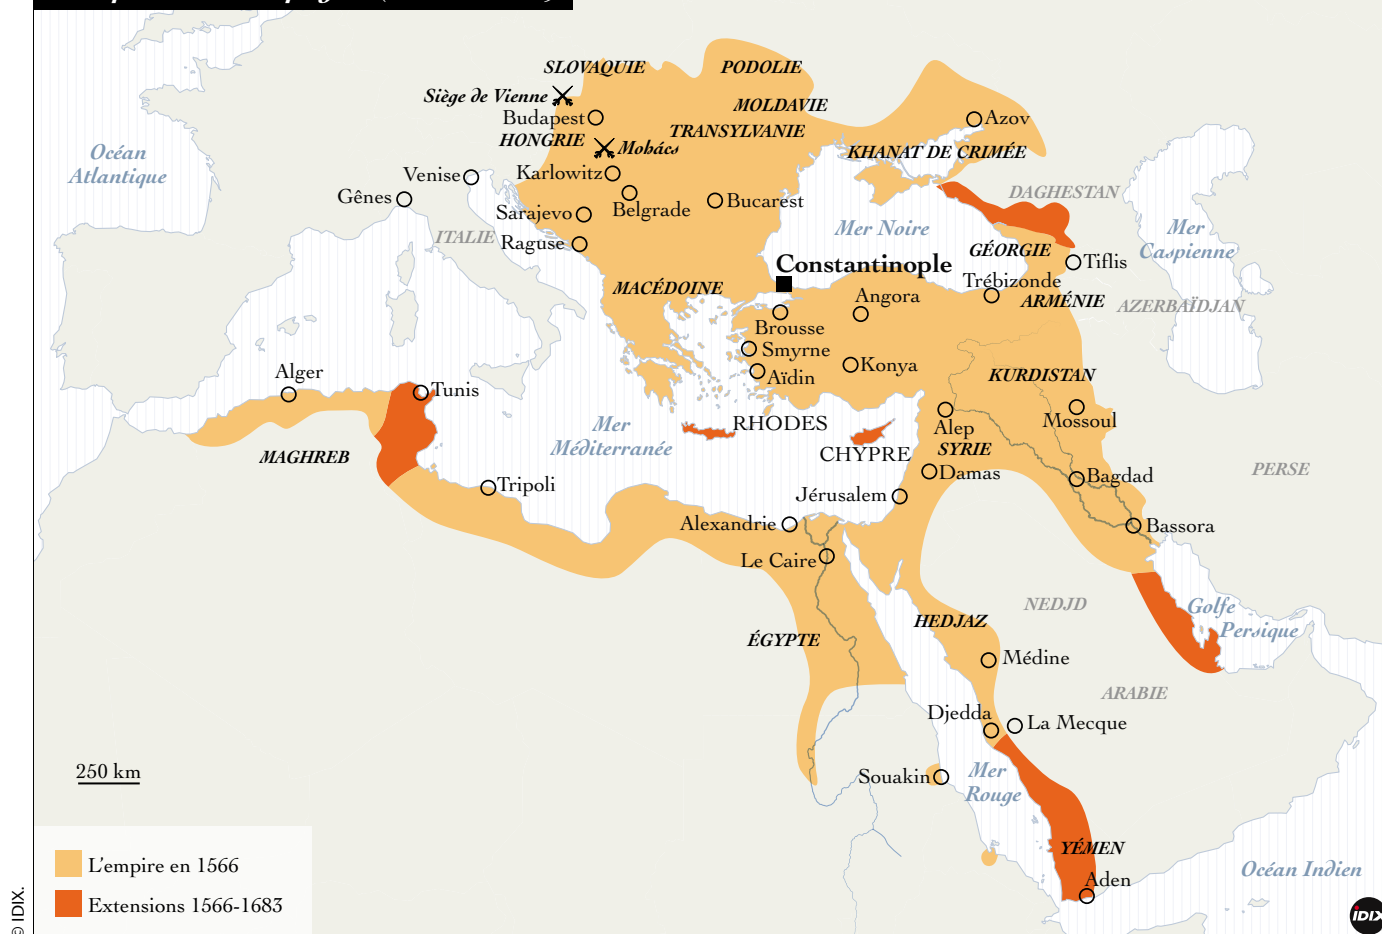 SLOVAQUIE
PODOLIE
Siège de Vienne
MOLDAVIE
Budapest
Azov
HONGRIE
TRANSYLVANIE
Mohács
KHANAT DE CRIMÉE
Océan
Atlantique
Venise
Karlowitz
DAGHESTAN
Gênes
Belgrade
Bucarest
Sarajevo
Mer Noire
Mer
Caspienne
ITALIE
Raguse
GÉORGIE
Tiflis
Constantinople
Trébizonde
MACÉDOINE
Angora
ARMÉNIE
AZERBAÏDJAN
Brousse
Smyrne
Konya
Aïdin
Alger
Tunis
KURDISTAN
Mossoul
Mer
Méditerranée
RHODES
Alep
CHYPRE
SYRIE
MAGHREB
Damas
Bagdad
PERSE
Tripoli
Jérusalem
Alexandrie
Bassora
Le Caire
NEDJD
Golfe
Persique
HEDJAZ
ÉGYPTE
Médine
ARABIE
Djedda
La Mecque
250 km
Souakin
Mer
Rouge
YÉMEN
Océan Indien
Aden
L'empire en 1566
Extensions 1566-1683
© IDIX.
iDIX